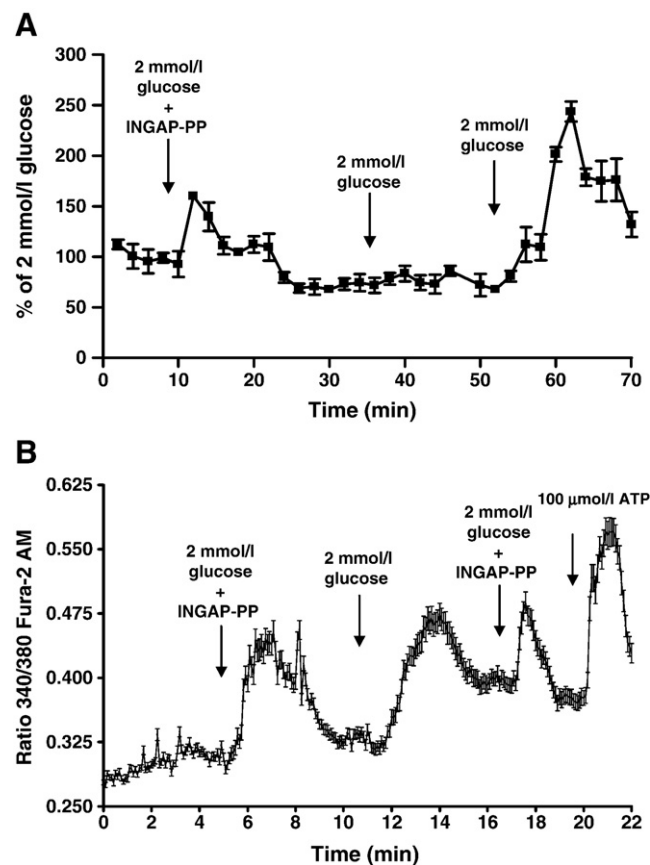 A
% of 2 mmol/l glucose
300
250
200
150
100
50
0
2 mmol/l
glucose
+
INGAP-PP
2 mmol/l
glucose
2 mmol/l
glucose
0 10 20 30 40 50 60 70
Time (min)
B
Ratio 340/380 Fura-2 AM
0.625
0.550
0.475
0.400
0.325
0.250
2 mmol/l
glucose
+
INGAP-PP
2 mmol/l
glucose
2 mmol/l
glucose
+
INGAP-PP
100 μmol/l ATP
0 2 4 6 8 10 12 14 16 18 20 22
Time (min)